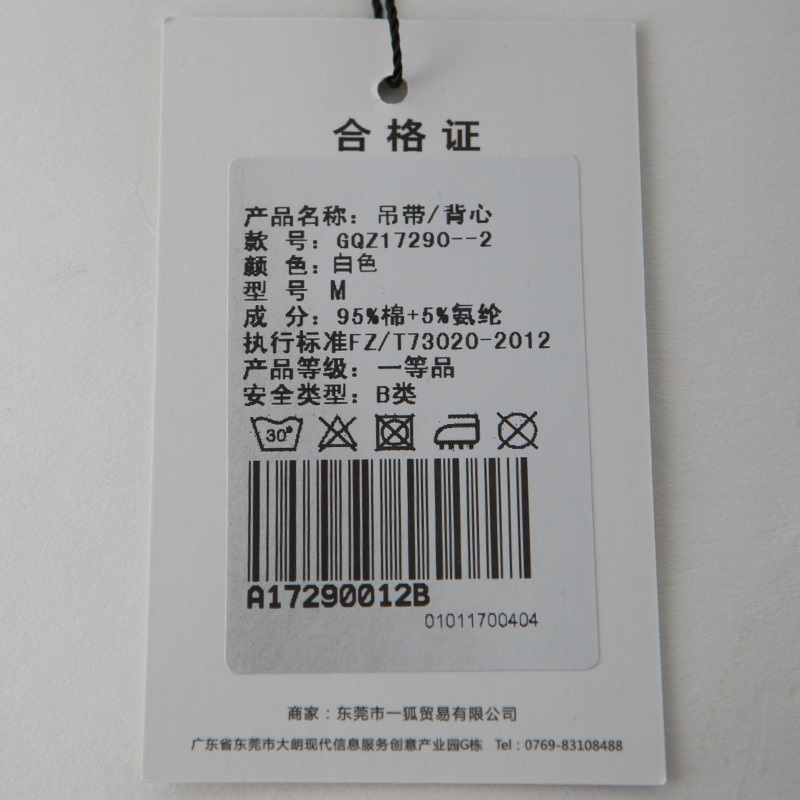 合格证
产品名称：吊带/背心
款 号：GQZ17290--2
颜 色：白色
型 号 M
成 分：95%棉+5%氨纶
执行标准FZ/T73020-2012
产品等级：一等品
安全类型：B类
30°
A17290012B
01011700404
商家：东莞市一狐贸易有限公司
广东省东莞市大朗现代信息服务创意产业园G栋 Tel：0769-83108488